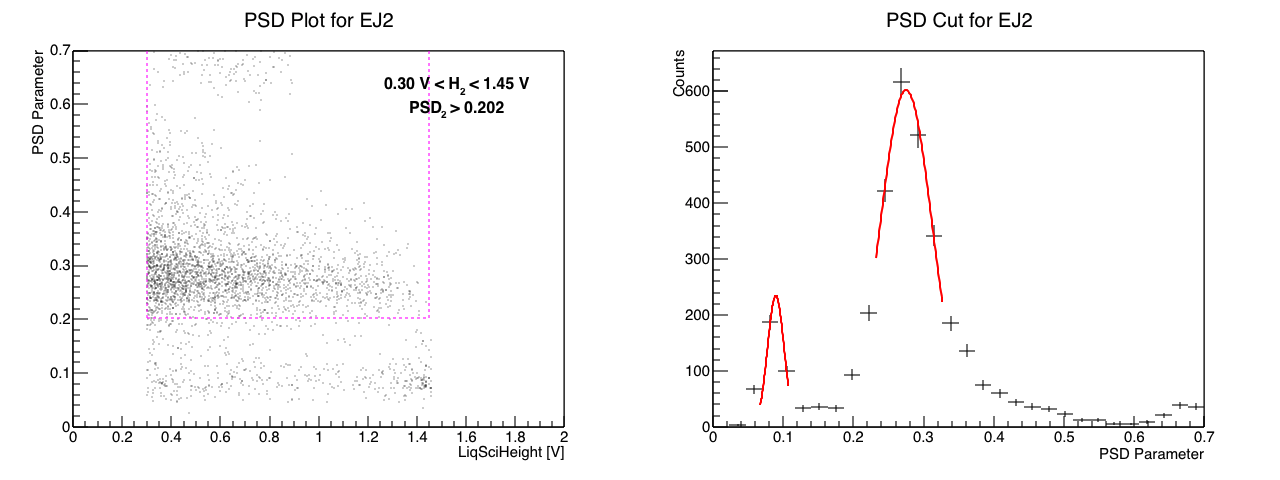 PSD Plot for EJ2
PSD Parameter
0.7
0.6
0.5
0.4
0.3
0.2
0.1
0
0.30 V < H₂ < 1.45 V
PSD₂ > 0.202
0 0.2 0.4 0.6 0.8 1 1.2 1.4 1.6 1.8 2
LiqSciHeight [V]
PSD Cut for EJ2
Counts
600
500
400
300
200
100
0
0 0.1 0.2 0.3 0.4 0.5 0.6 0.7
PSD Parameter